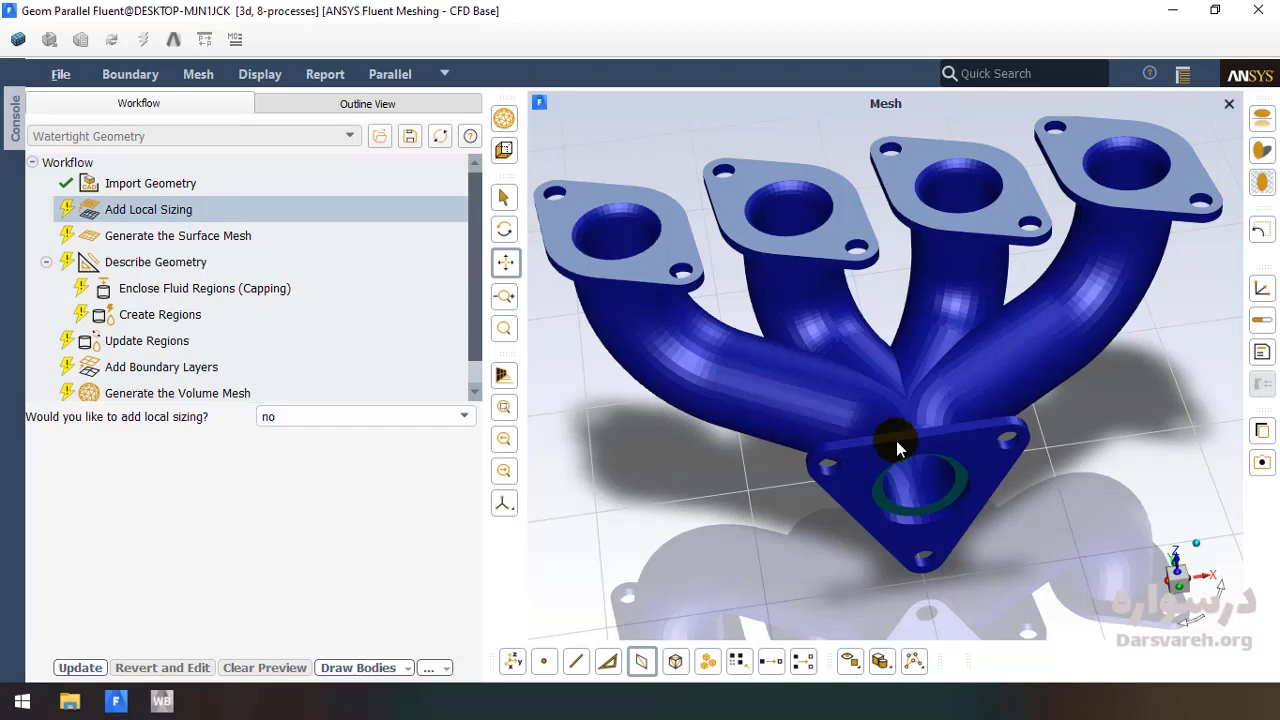 Geom Parallel Fluent@DESKTOP-MJN1JCK [3d, 8-processes] [ANSYS Fluent Meshing - CFD Base]
File Boundary Mesh Display Report Parallel
Quick Search
ANSYS
Console
Workflow
Outline View
Mesh
Watertight Geometry
Workflow
Import Geometry
Add Local Sizing
Generate the Surface Mesh
Describe Geometry
Enclose Fluid Regions (Capping)
Create Regions
Update Regions
Add Boundary Layers
Generate the Volume Mesh
Would you like to add local sizing? no
Z
Y
X
درسواره
Darsvareh.org
Update Revert and Edit Clear Preview Draw Bodies ...
F WB